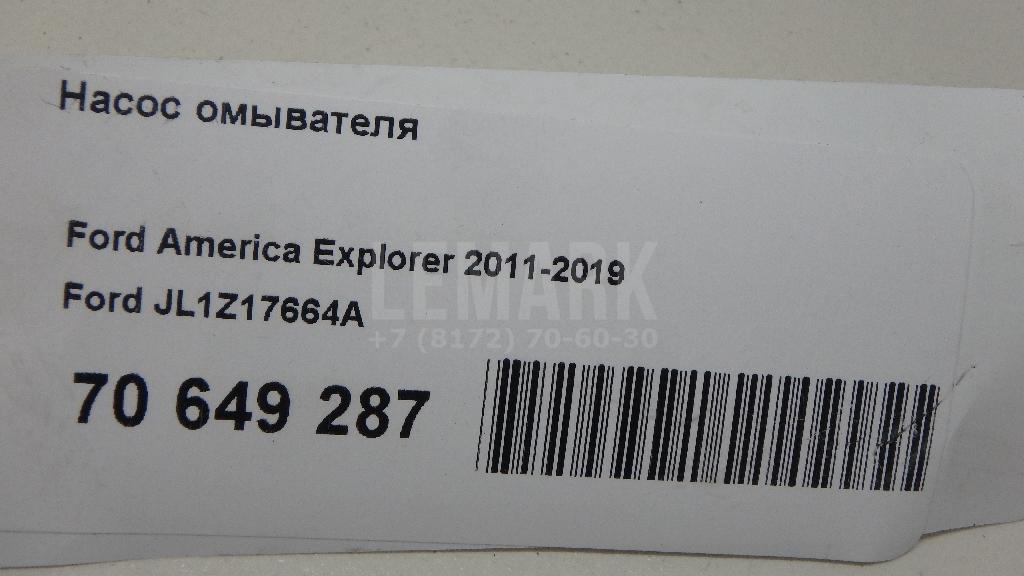 Насос омывателя
Ford America Explorer 2011-2019
LEMARK
Ford JL1Z17664A
+7 (8172) 70-60-30
70 649 287